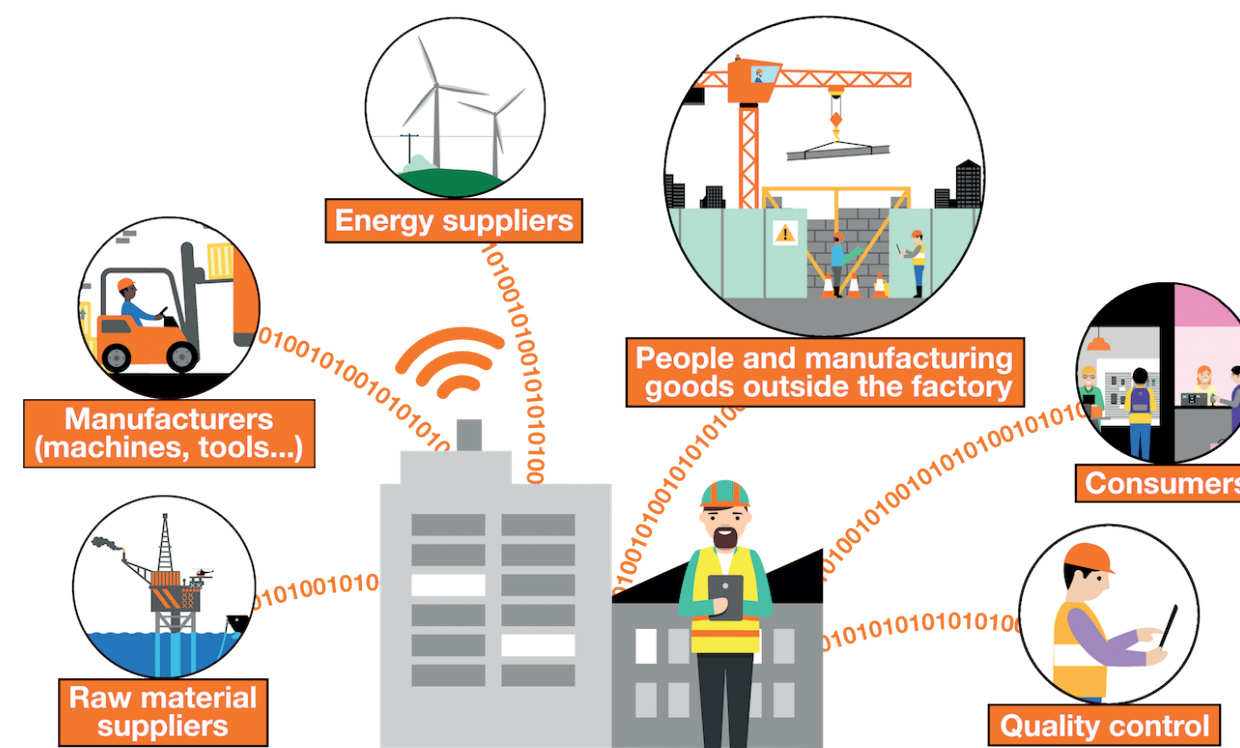 Energy suppliers
People and manufacturing
goods outside the factory
Manufacturers
(machines, tools...)
Consumers
Raw material
suppliers
Quality control